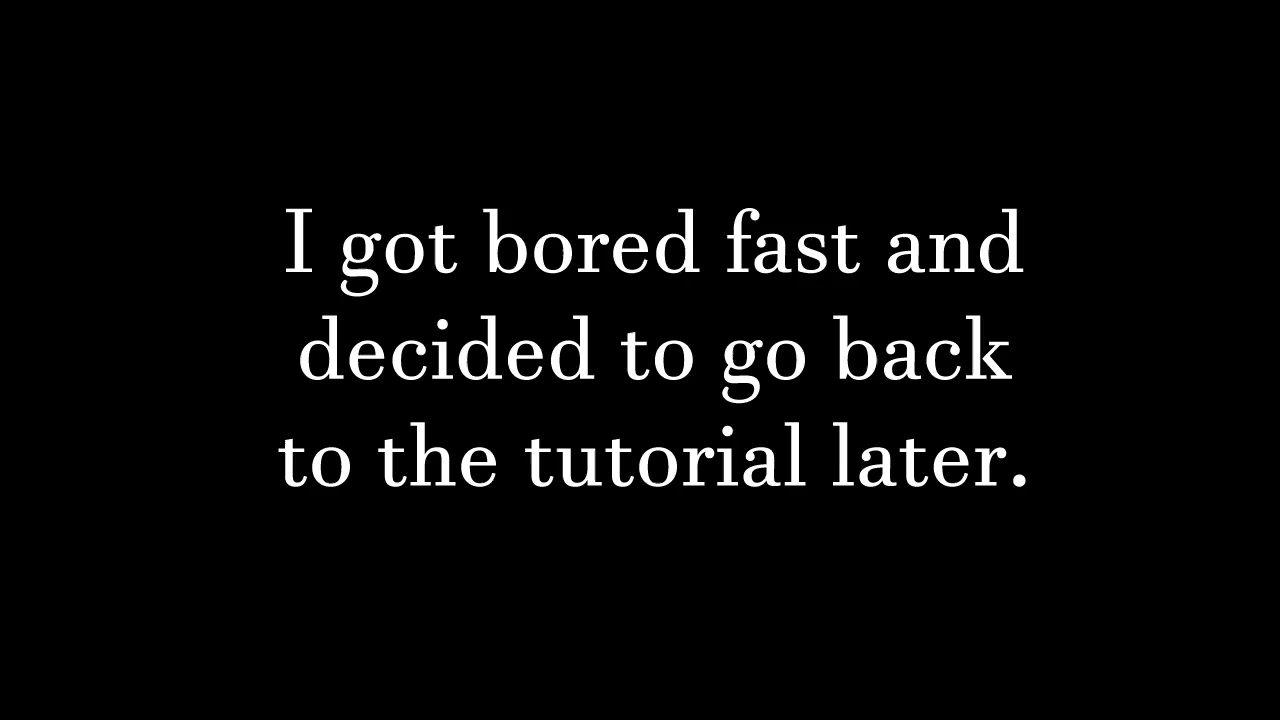 I got bored fast and
decided to go back
to the tutorial later.